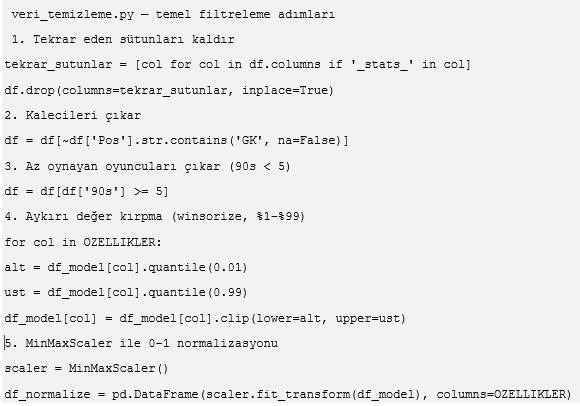 veri_temizleme.py — temel filtreleme adımları
1. Tekrar eden sütunları kaldır
tekrar_sutunlar = [col for col in df.columns if '_stats_' in col]
df.drop(columns=tekrar_sutunlar, inplace=True)
2. Kalecileri çıkar
df = df[~df['Pos'].str.contains('GK', na=False)]
3. Az oynayan oyuncuları çıkar (90s < 5)
df = df[df['90s'] >= 5]
4. Aykırı değer kırpma (winsorize, %1-%99)
for col in OZELLIKLER:
alt = df_model[col].quantile(0.01)
ust = df_model[col].quantile(0.99)
df_model[col] = df_model[col].clip(lower=alt, upper=ust)
5. MinMaxScaler ile 0-1 normalizasyonu
scaler = MinMaxScaler()
df_normalize = pd.DataFrame(scaler.fit_transform(df_model), columns=OZELLIKLER)